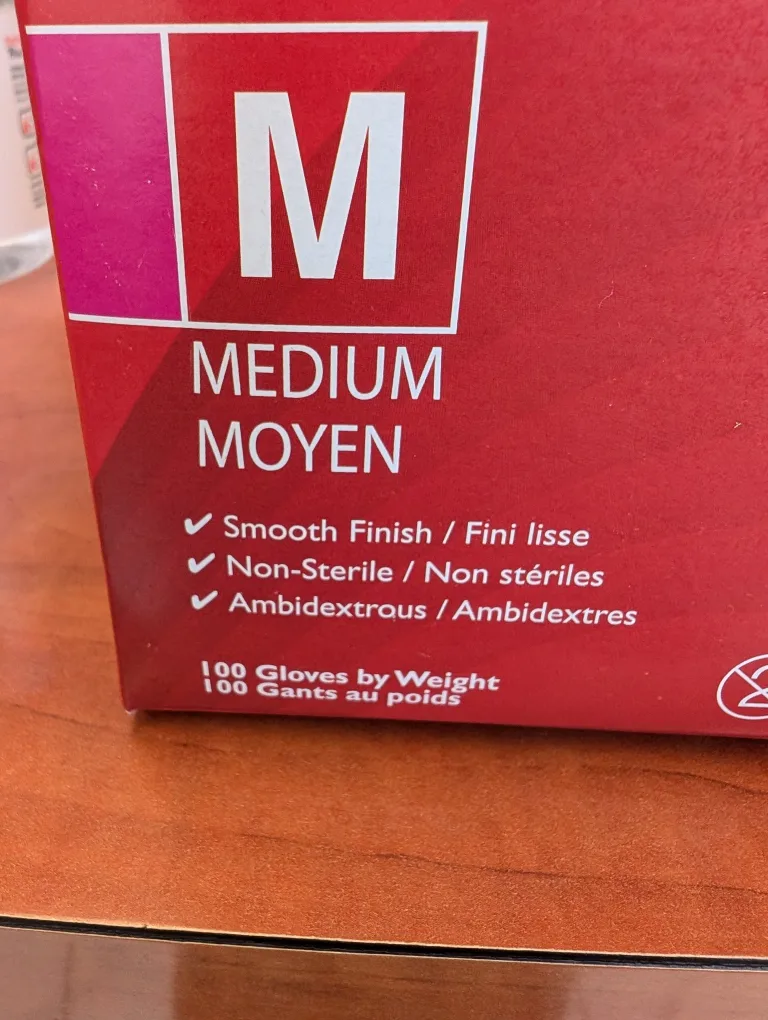 M
MEDIUM
MOYEN
✔ Smooth Finish / Fini lisse
✔ Non-Sterile / Non stériles
✔ Ambidextrous / Ambidextres
100 Gloves by Weight
100 Gants au poids
2